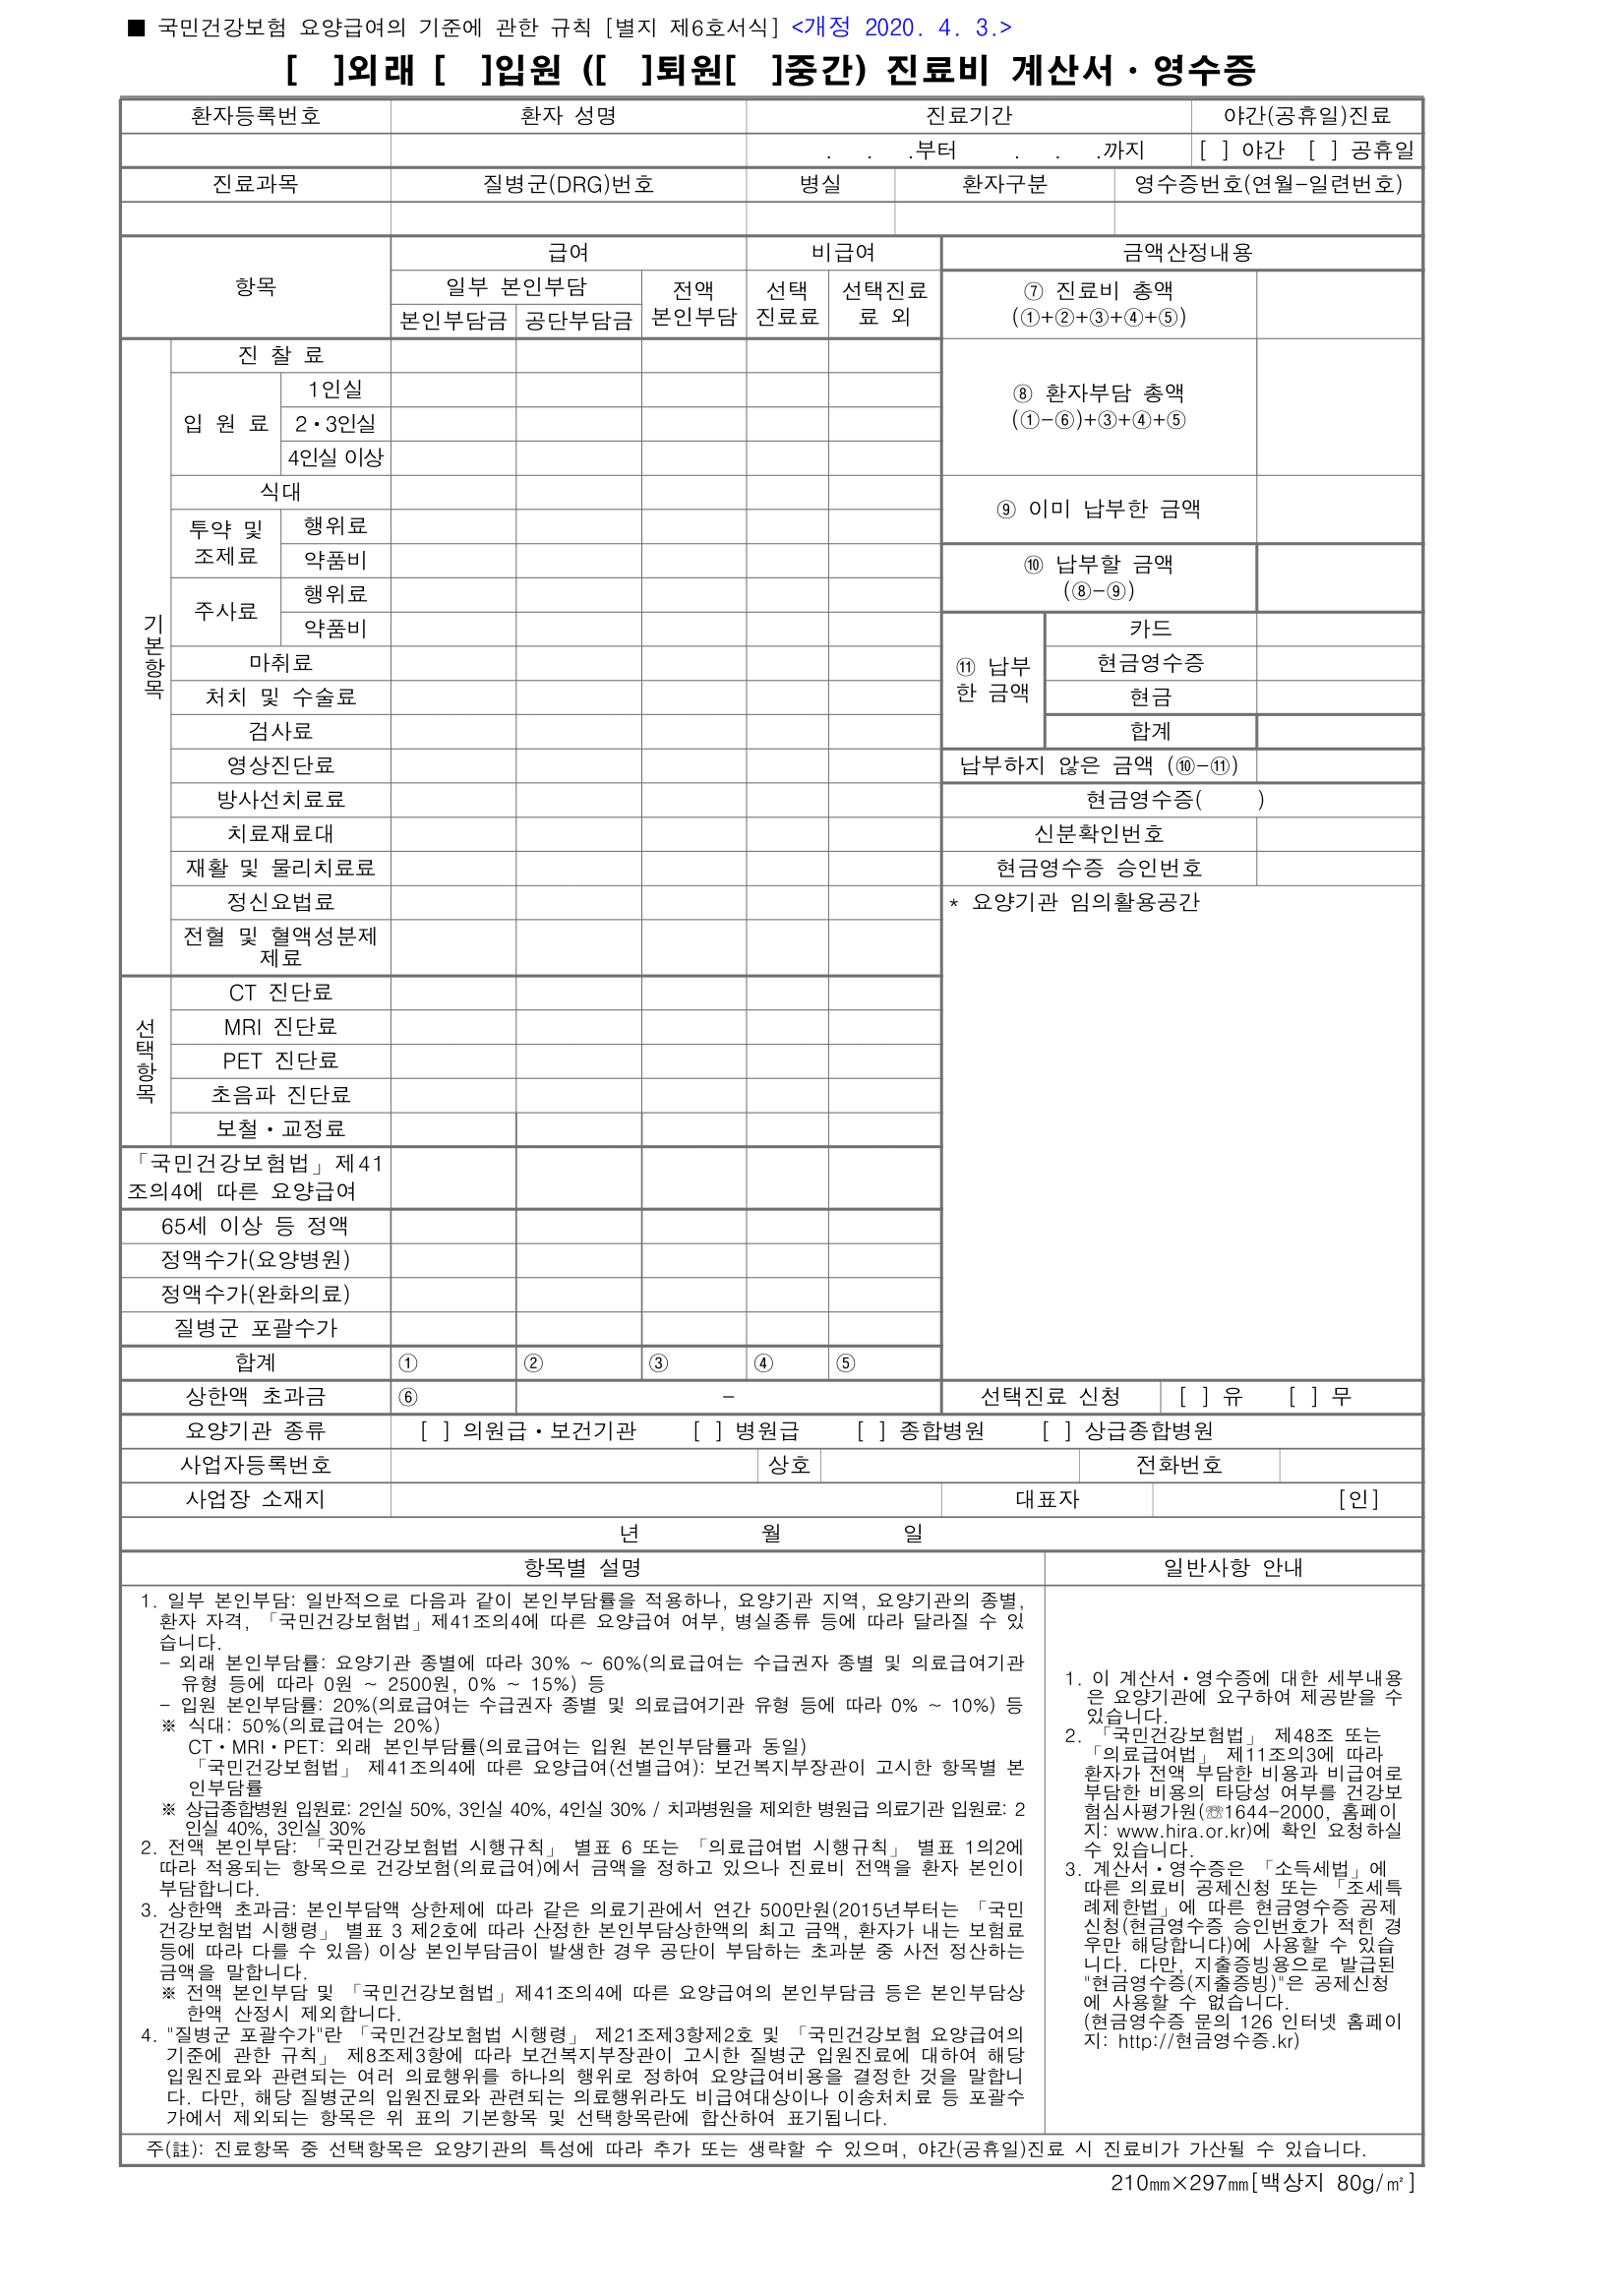 ■ 국민건강보험 요양급여의 기준에 관한 규칙 [별지 제6호서식] <개정 2020. 4. 3.>
[ ]외래 [ ]입원 ([ ]퇴원[ ]중간) 진료비 계산서・영수증
환자등록번호 환자 성명 진료기간 야간(공휴일)진료
. . .부터 . . .까지 [ ] 야간 [ ] 공휴일
진료과목 질병군(DRG)번호 병실 환자구분 영수증번호(연월-일련번호)
항목 급여 비급여 금액산정내용
일부 본인부담 전액 본인부담 선택 진료료 선택진료료 외
본인부담금 공단부담금
⑦ 진료비 총액
(①+②+③+④+⑤)
기본항목
진 찰 료
입 원 료 1인실
2・3인실
4인실 이상
⑧ 환자부담 총액
(①-⑥)+③+④+⑤
식대
⑨ 이미 납부한 금액
투약 및 조제료 행위료
약품비
⑩ 납부할 금액
(⑧-⑨)
주사료 행위료
약품비
⑪ 납부한 금액 카드
마취료 현금영수증
처치 및 수술료 현금
검사료 합계
영상진단료 납부하지 않은 금액 (⑩-⑪)
방사선치료료 현금영수증( )
치료재료대 신분확인번호
재활 및 물리치료료 현금영수증 승인번호
정신요법료 * 요양기관 임의활용공간
전혈 및 혈액성분제
제료
선택항목
CT 진단료
MRI 진단료
PET 진단료
초음파 진단료
보철・교정료
「국민건강보험법」제41
조의4에 따른 요양급여
65세 이상 등 정액
정액수가(요양병원)
정액수가(완화의료)
질병군 포괄수가
합계 ① ② ③ ④ ⑤
상한액 초과금 ⑥ - 선택진료 신청 [ ] 유 [ ] 무
요양기관 종류 [ ] 의원급・보건기관 [ ] 병원급 [ ] 종합병원 [ ] 상급종합병원
사업자등록번호 상호 전화번호
사업장 소재지 대표자 [인]
년 월 일
항목별 설명
1. 일부 본인부담: 일반적으로 다음과 같이 본인부담률을 적용하나, 요양기관 지역, 요양기관의 종별,
환자 자격, 「국민건강보험법」제41조의4에 따른 요양급여 여부, 병실종류 등에 따라 달라질 수 있
습니다.
- 외래 본인부담률: 요양기관 종별에 따라 30% ~ 60%(의료급여는 수급권자 종별 및 의료급여기관
유형 등에 따라 0원 ~ 2500원, 0% ~ 15%) 등
- 입원 본인부담률: 20%(의료급여는 수급권자 종별 및 의료급여기관 유형 등에 따라 0% ~ 10%) 등
※ 식대: 50%(의료급여는 20%)
CT・MRI・PET: 외래 본인부담률(의료급여는 입원 본인부담률과 동일)
「국민건강보험법」 제41조의4에 따른 요양급여(선별급여): 보건복지부장관이 고시한 항목별 본
인부담률
※ 상급종합병원 입원료: 2인실 50%, 3인실 40%, 4인실 30% / 치과병원을 제외한 병원급 의료기관 입원료: 2
인실 40%, 3인실 30%
2. 전액 본인부담: 「국민건강보험법 시행규칙」 별표 6 또는 「의료급여법 시행규칙」 별표 1의2에
따라 적용되는 항목으로 건강보험(의료급여)에서 금액을 정하고 있으나 진료비 전액을 환자 본인이
부담합니다.
3. 상한액 초과금: 본인부담액 상한제에 따라 같은 의료기관에서 연간 500만원(2015년부터는 「국민
건강보험법 시행령」 별표 3 제2호에 따라 산정한 본인부담상한액의 최고 금액, 환자가 내는 보험료
등에 따라 다를 수 있음) 이상 본인부담금이 발생한 경우 공단이 부담하는 초과분 중 사전 정산하는
금액을 말합니다.
※ 전액 본인부담 및 「국민건강보험법」제41조의4에 따른 요양급여의 본인부담금 등은 본인부담상
한액 산정시 제외합니다.
4. "질병군 포괄수가"란 「국민건강보험법 시행령」 제21조제3항제2호 및 「국민건강보험 요양급여의
기준에 관한 규칙」 제8조제3항에 따라 보건복지부장관이 고시한 질병군 입원진료에 대하여 해당
입원진료와 관련되는 여러 의료행위를 하나의 행위로 정하여 요양급여비용을 결정한 것을 말합니
다. 다만, 해당 질병군의 입원진료와 관련되는 의료행위라도 비급여대상이나 이송처치료 등 포괄수
가에서 제외되는 항목은 위 표의 기본항목 및 선택항목란에 합산하여 표기됩니다.
일반사항 안내
1. 이 계산서・영수증에 대한 세부내용
은 요양기관에 요구하여 제공받을 수
있습니다.
2. 「국민건강보험법」 제48조 또는
「의료급여법」 제11조의3에 따라
환자가 전액 부담한 비용과 비급여로
부담한 비용의 타당성 여부를 건강보
험심사평가원(☏1644-2000, 홈페이
지: www.hira.or.kr)에 확인 요청하실
수 있습니다.
3. 계산서・영수증은 「소득세법」에
따른 의료비 공제신청 또는 「조세특
례제한법」에 따른 현금영수증 공제
신청(현금영수증 승인번호가 적힌 경
우만 해당합니다)에 사용할 수 있습
니다. 다만, 지출증빙용으로 발급된
"현금영수증(지출증빙)"은 공제신청
에 사용할 수 없습니다.
(현금영수증 문의 126 인터넷 홈페이
지: http://현금영수증.kr)
주(註): 진료항목 중 선택항목은 요양기관의 특성에 따라 추가 또는 생략할 수 있으며, 야간(공휴일)진료 시 진료비가 가산될 수 있습니다.
210㎜×297㎜[백상지 80g/㎡]